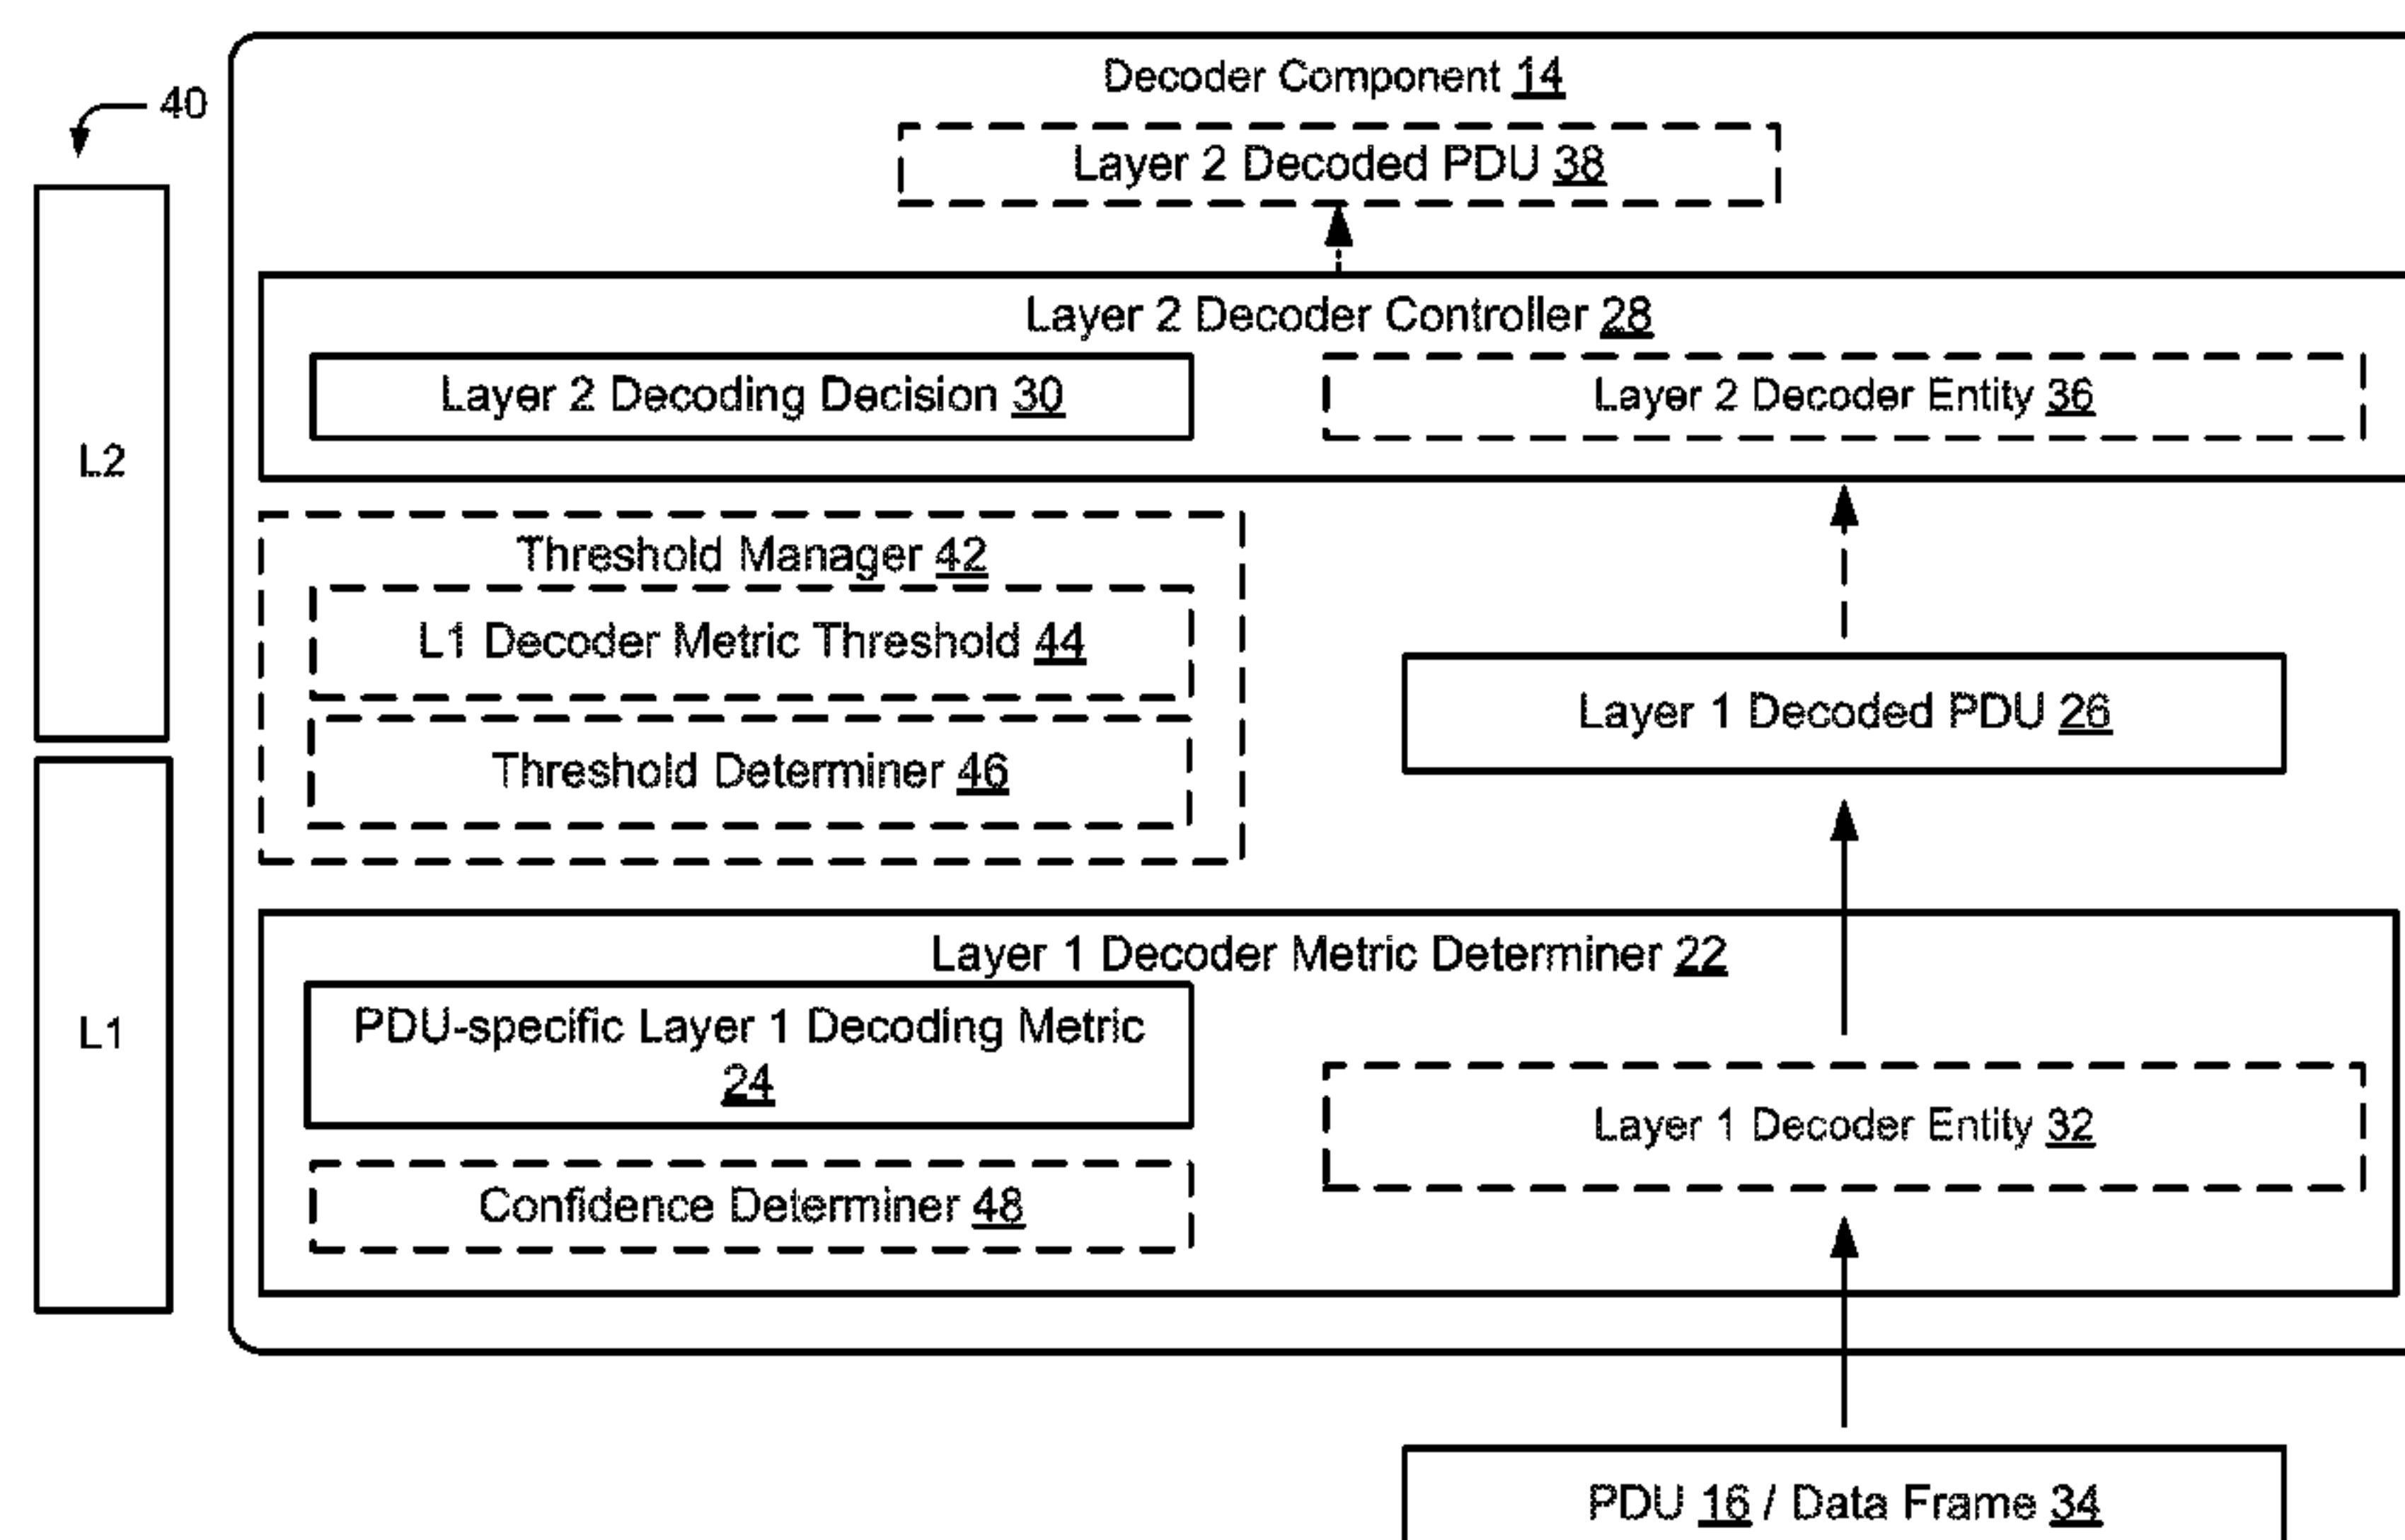 Decoder Component 14
40
Layer 2 Decoded PDU 38
Layer 2 Decoder Controller 28
Layer 2 Decoding Decision 30
Layer 2 Decoder Entity 36
L2
Threshold Manager 42
L1 Decoder Metric Threshold 44
Threshold Determiner 46
Layer 1 Decoded PDU 26
Layer 1 Decoder Metric Determiner 22
L1
PDU-specific Layer 1 Decoding Metric
24
Layer 1 Decoder Entity 32
Confidence Determiner 48
PDU 16 / Data Frame 34